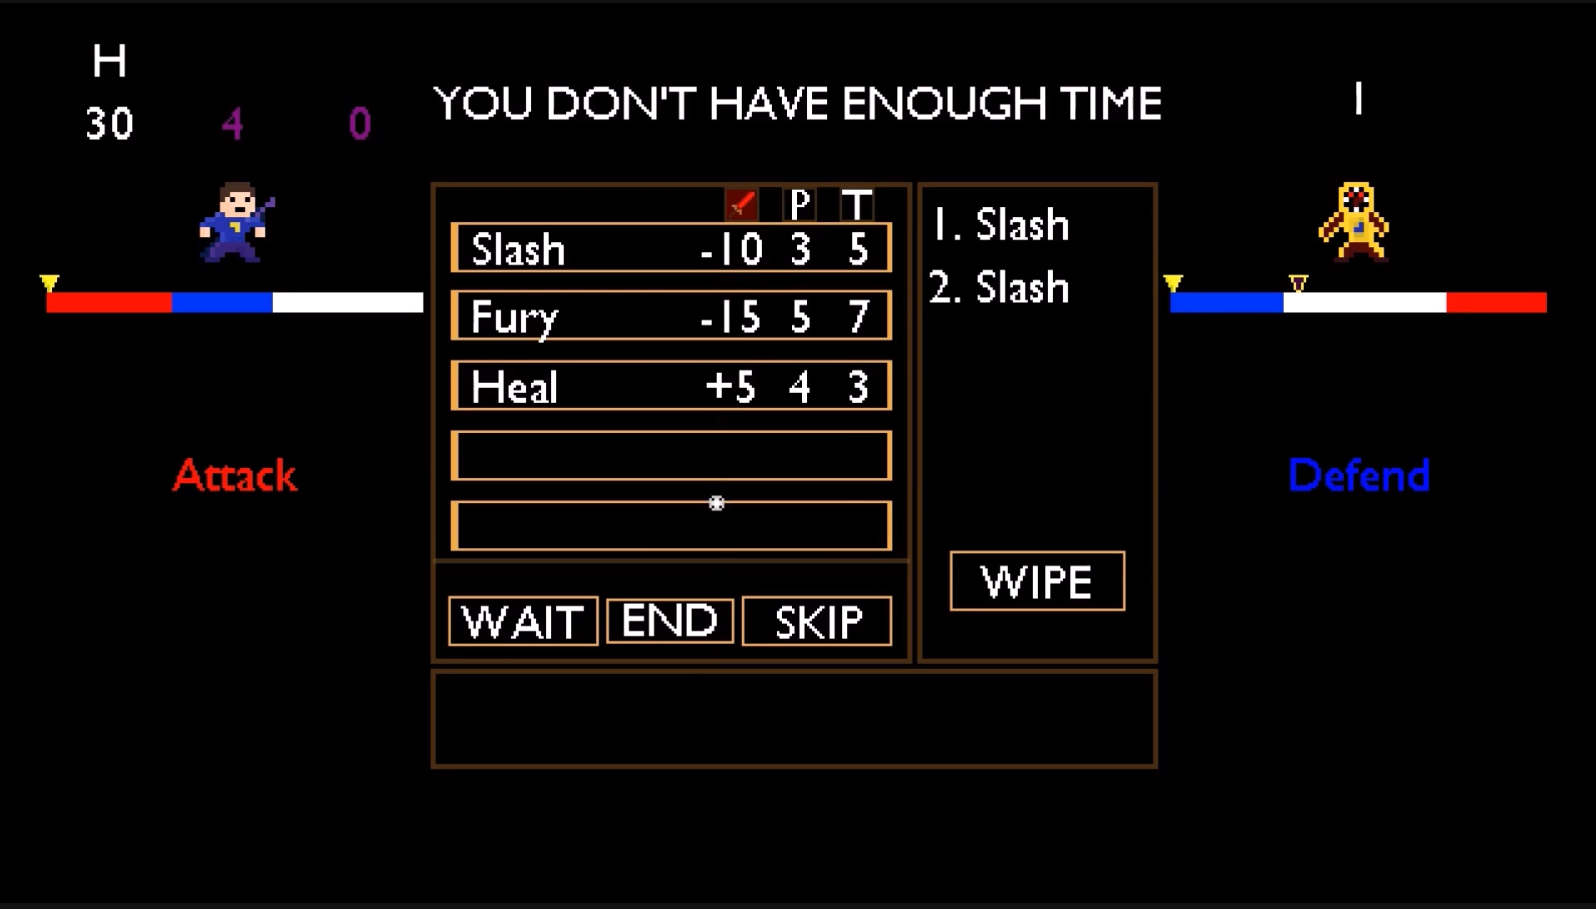 H
30 4 0
YOU DON'T HAVE ENOUGH TIME
I
P T
Slash -10 3 5
Fury -15 5 7
Heal +5 4 3
1. Slash
2. Slash
Attack
Defend
WIPE
WAIT END SKIP